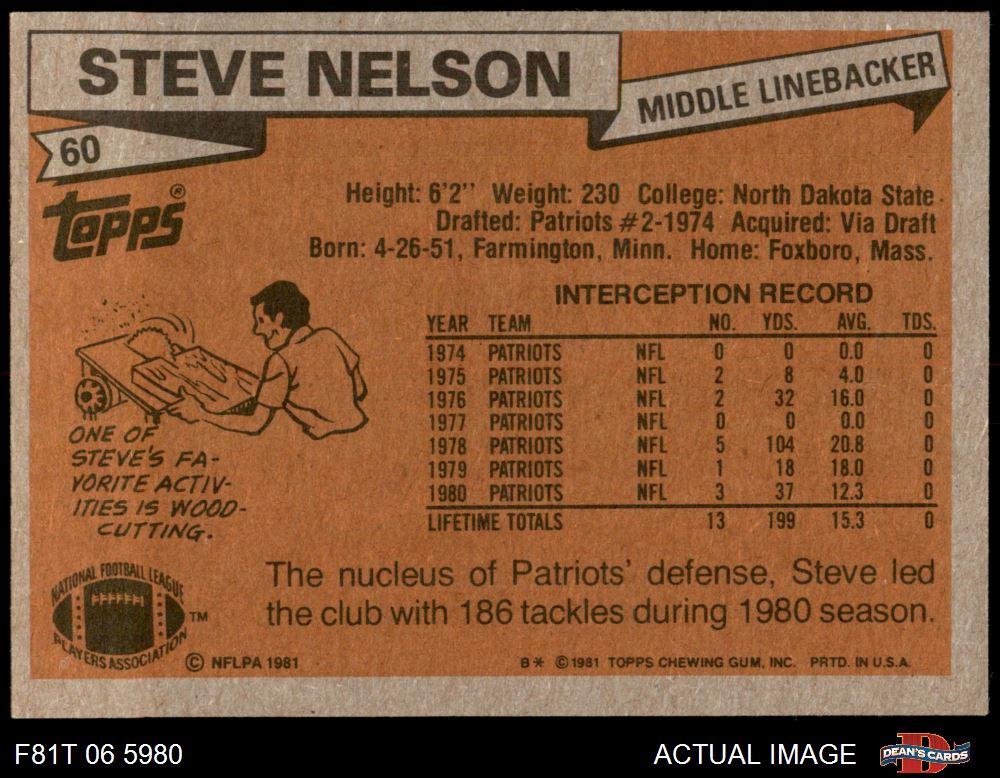 STEVE NELSON
MIDDLE LINEBACKER
60
Topps®
Height: 6'2'' Weight: 230 College: North Dakota State
Drafted: Patriots #2-1974 Acquired: Via Draft
Born: 4-26-51, Farmington, Minn. Home: Foxboro, Mass.
INTERCEPTION RECORD
YEAR TEAM NO. YDS. AVG. TDS.
1974 PATRIOTS NFL 0 0 0.0 0
1975 PATRIOTS NFL 2 8 4.0 0
1976 PATRIOTS NFL 2 32 16.0 0
1977 PATRIOTS NFL 0 0 0.0 0
1978 PATRIOTS NFL 5 104 20.8 0
1979 PATRIOTS NFL 1 18 18.0 0
1980 PATRIOTS NFL 3 37 12.3 0
LIFETIME TOTALS 13 199 15.3 0
ONE OF
STEVE'S FA-
VORITE ACTIV-
ITIES IS WOOD-
CUTTING.
The nucleus of Patriots' defense, Steve led
the club with 186 tackles during 1980 season.
NATIONAL FOOTBALL LEAGUE
PLAYERS ASSOCIATION
TM
© NFLPA 1981
B* © 1981 TOPPS CHEWING GUM, INC. PRTD. IN U.S.A.
F81T 06 5980
ACTUAL IMAGE
D
DEAN'S CARDS